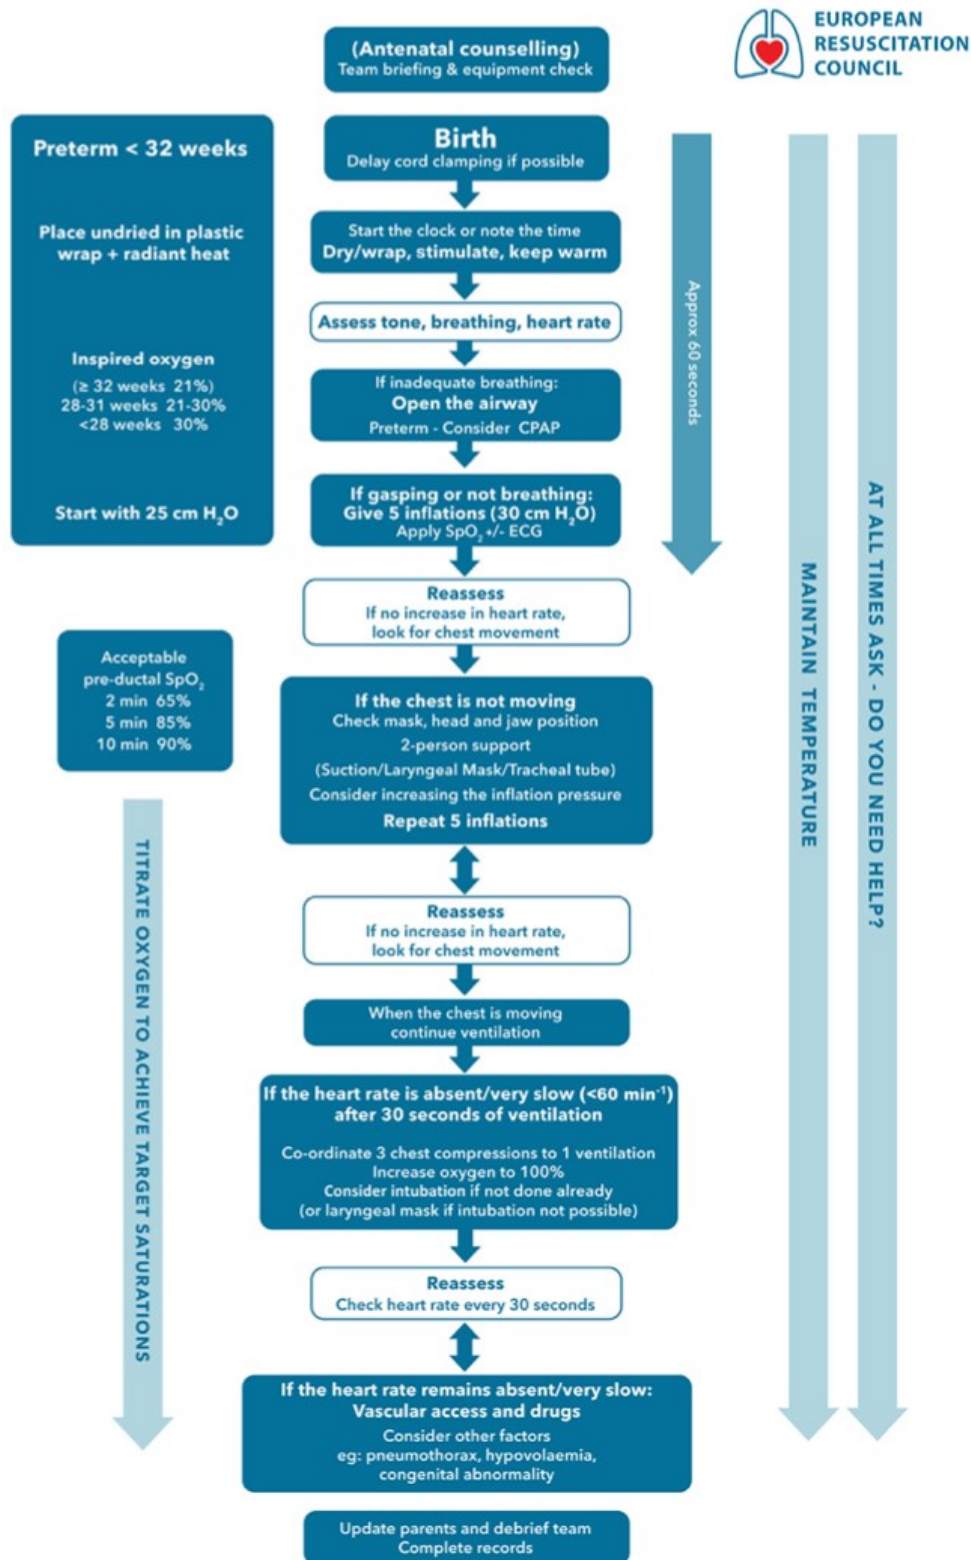 EUROPEAN
RESUSCITATION
COUNCIL
(Antenatal counselling)
Team briefing & equipment check
Preterm < 32 weeks
Place undried in plastic
wrap + radiant heat
Inspired oxygen
(≥ 32 weeks 21%)
28-31 weeks 21-30%
<28 weeks 30%
Start with 25 cm H₂O
Birth
Delay cord clamping if possible
Start the clock or note the time
Dry/wrap, stimulate, keep warm
Assess tone, breathing, heart rate
If inadequate breathing:
Open the airway
Preterm - Consider CPAP
If gasping or not breathing:
Give 5 inflations (30 cm H₂O)
Apply SpO₂ +/- ECG
Reassess
If no increase in heart rate,
look for chest movement
Acceptable
pre-ductal SpO₂
2 min 65%
5 min 85%
10 min 90%
If the chest is not moving
Check mask, head and jaw position
2-person support
(Suction/Laryngeal Mask/Tracheal tube)
Consider increasing the inflation pressure
Repeat 5 inflations
Reassess
If no increase in heart rate,
look for chest movement
When the chest is moving
continue ventilation
If the heart rate is absent/very slow (<60 min⁻¹)
after 30 seconds of ventilation
Co-ordinate 3 chest compressions to 1 ventilation
Increase oxygen to 100%
Consider intubation if not done already
(or laryngeal mask if intubation not possible)
Reassess
Check heart rate every 30 seconds
If the heart rate remains absent/very slow:
Vascular access and drugs
Consider other factors
eg: pneumothorax, hypovolaemia,
congenital abnormality
Update parents and debrief team
Complete records
TITRATE OXYGEN TO ACHIEVE TARGET SATURATIONS
Approx 60 seconds
MAINTAIN TEMPERATURE
AT ALL TIMES ASK - DO YOU NEED HELP?